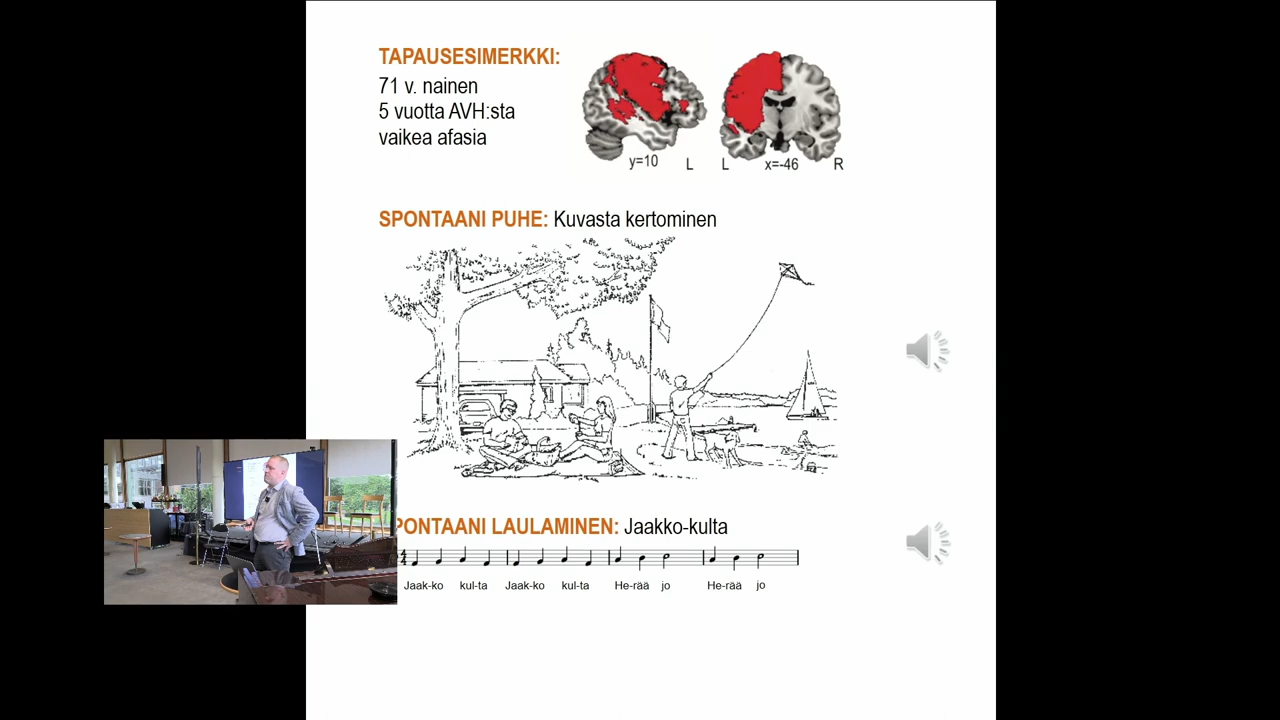 TAPAUSESIMERKKI:
71 v. nainen
5 vuotta AVH:sta
vaikea afasia
y=10
L
L
x=-46
R
SPONTAANI PUHE: Kuvasta kertominen
PONTAANI LAULAMINEN: Jaakko-kulta
4
Jaak-ko kul-ta Jaak-ko kul-ta He-rää jo He-rää jo